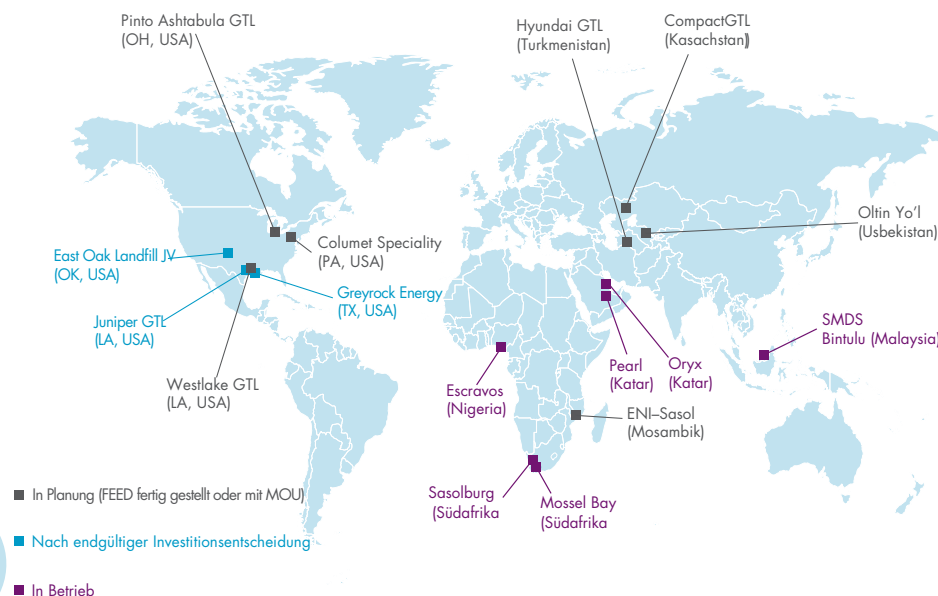 Pinto Ashtabula GTL
(OH, USA)
Hyundai GTL
(Turkmenistan)
CompactGTL
(Kasachstan)
Oltin Yo'l
(Usbekistan)
Columet Speciality
(PA, USA)
East Oak Landfill JV
(OK, USA)
Greyrock Energy
(TX, USA)
Juniper GTL
(LA, USA)
Westlake GTL
(LA, USA)
SMDS
Bintulu (Malaysia)
Pearl
(Katar)
Oryx
(Katar)
Escravos
(Nigeria)
ENI–Sasol
(Mosambik)
Sasolburg
(Südafrika
Mossel Bay
(Südafrika
In Planung (FEED fertig gestellt oder mit MOU)
Nach endgültiger Investitionsentscheidung
In Betrieb